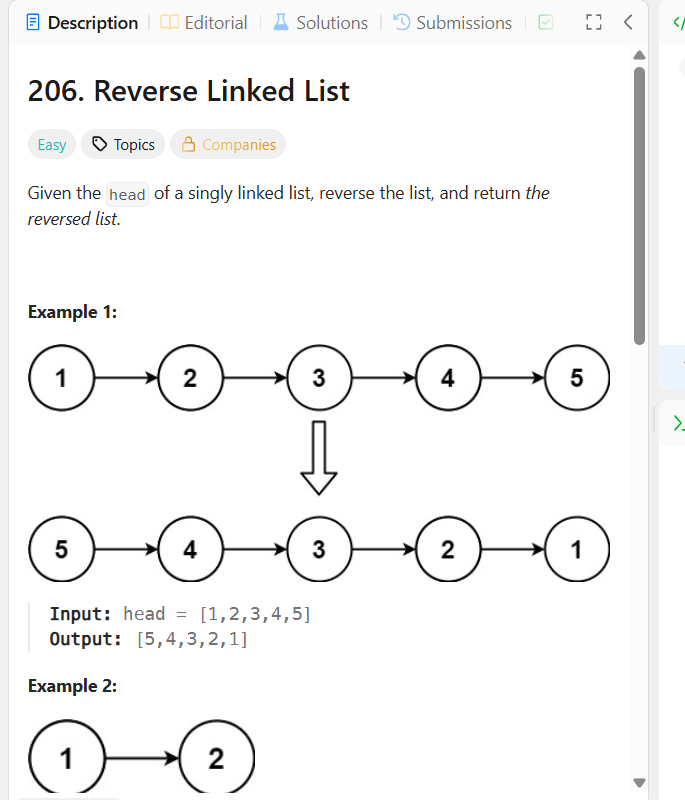 Description Editorial Solutions Submissions
206. Reverse Linked List
Easy Topics Companies
Given the head of a singly linked list, reverse the list, and return the
reversed list.
Example 1:
1 2 3 4 5
5 4 3 2 1
Input: head = [1,2,3,4,5]
Output: [5,4,3,2,1]
Example 2:
1 2